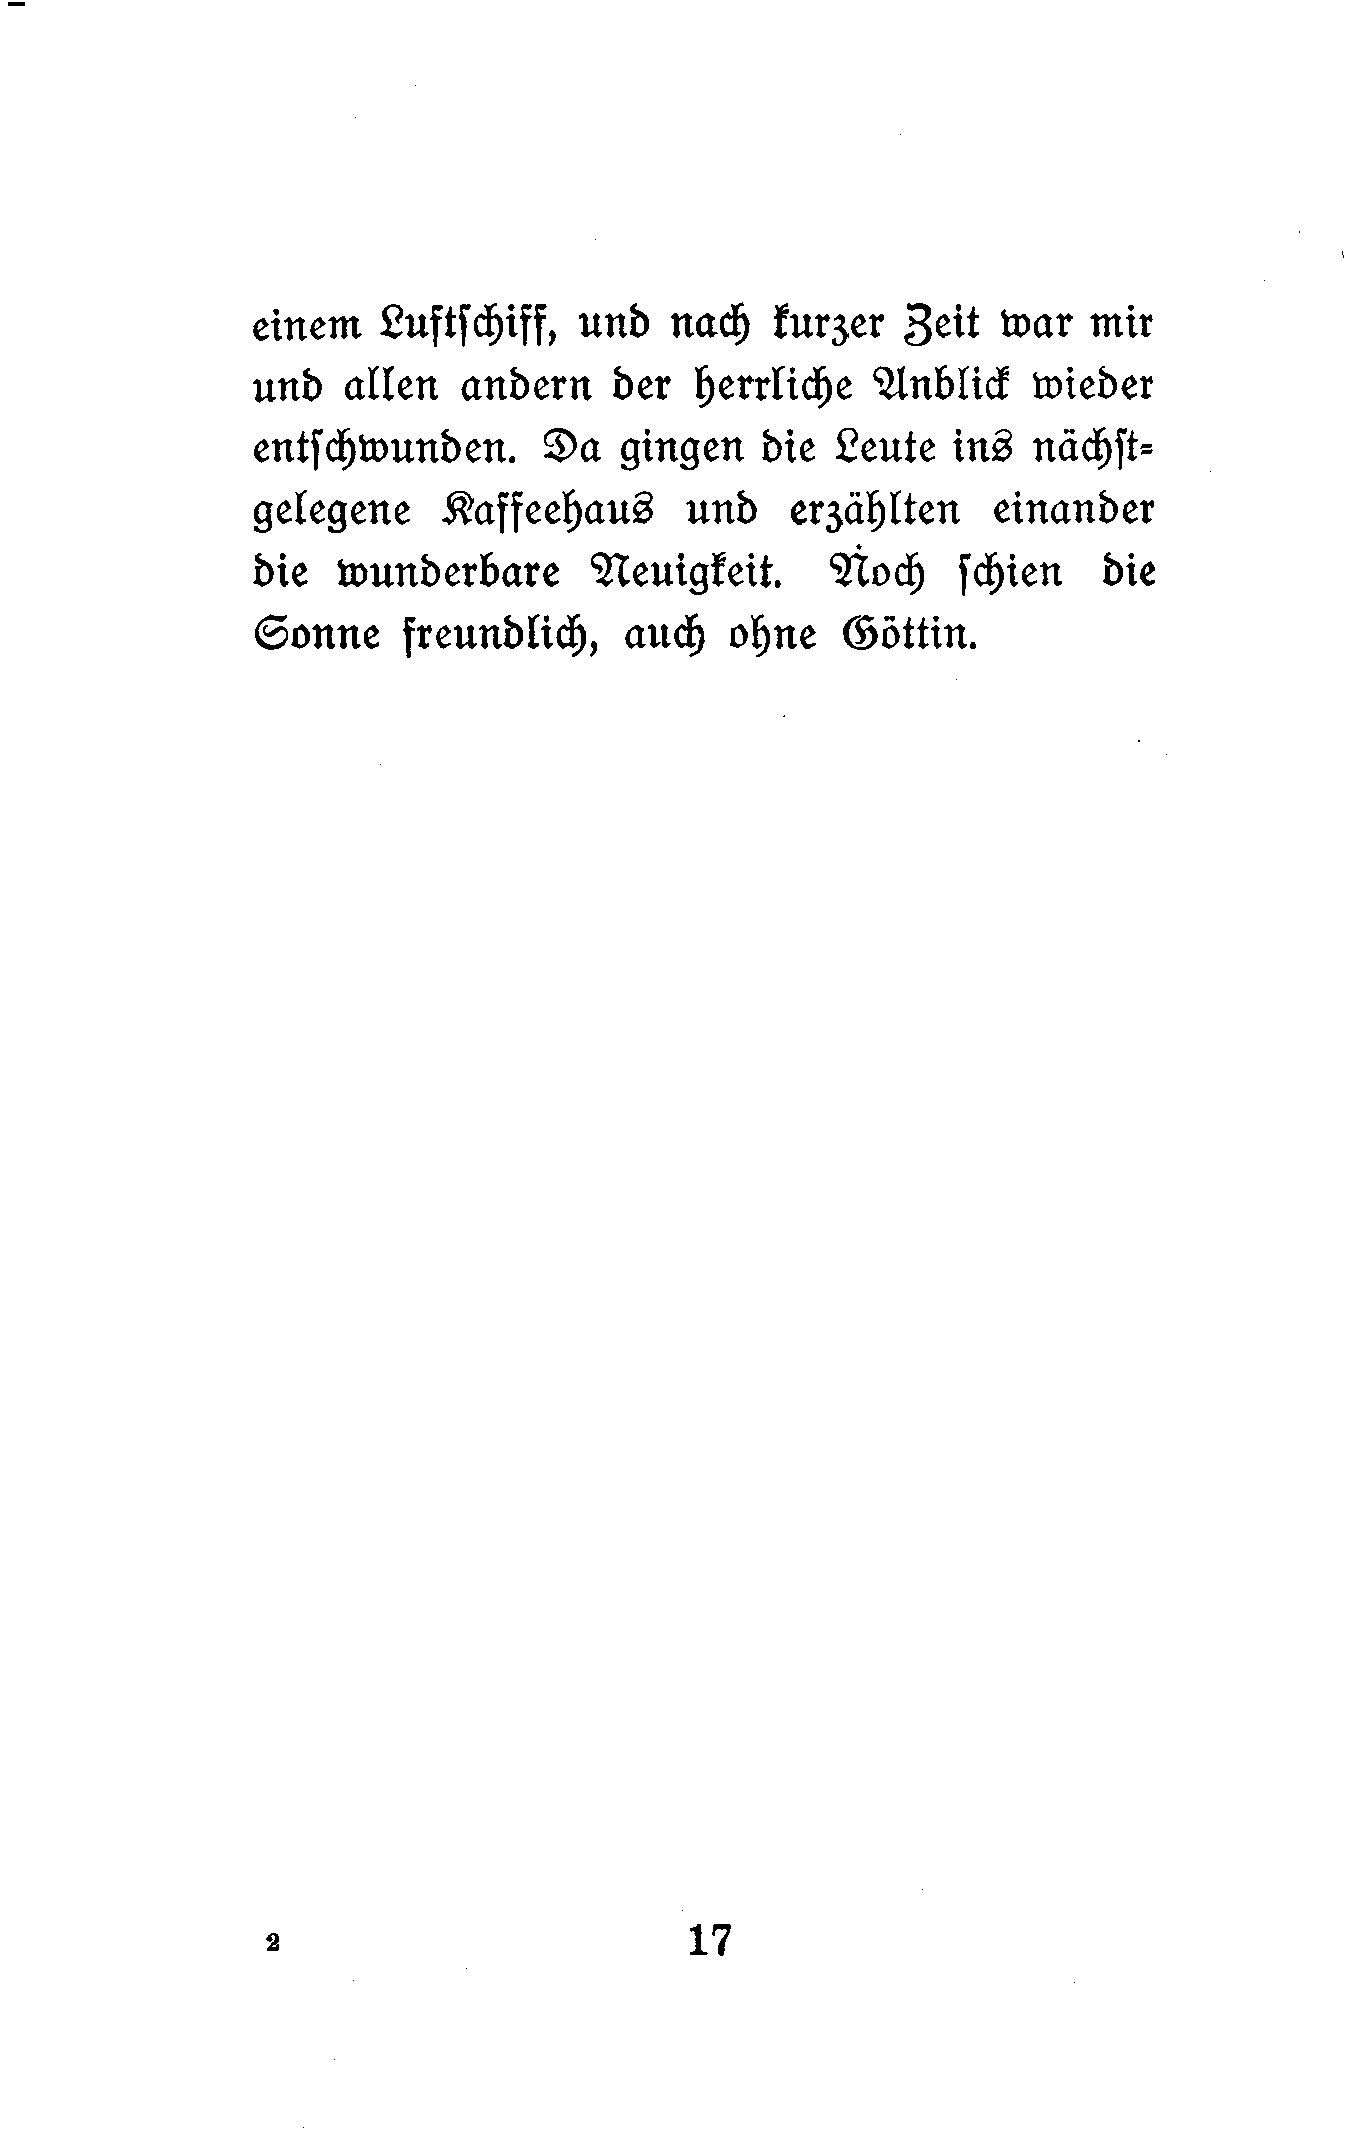 einem Luftſchiff, und nach kurzer Zeit war mir
und allen andern der herrliche Anblick wieder
entſchwunden. Da gingen die Leute ins nächſt⸗
gelegene Kaffeehaus und erzählten einander
die wunderbare Neuigkeit. Noch ſchien die
Sonne freundlich, auch ohne Göttin.
2 17